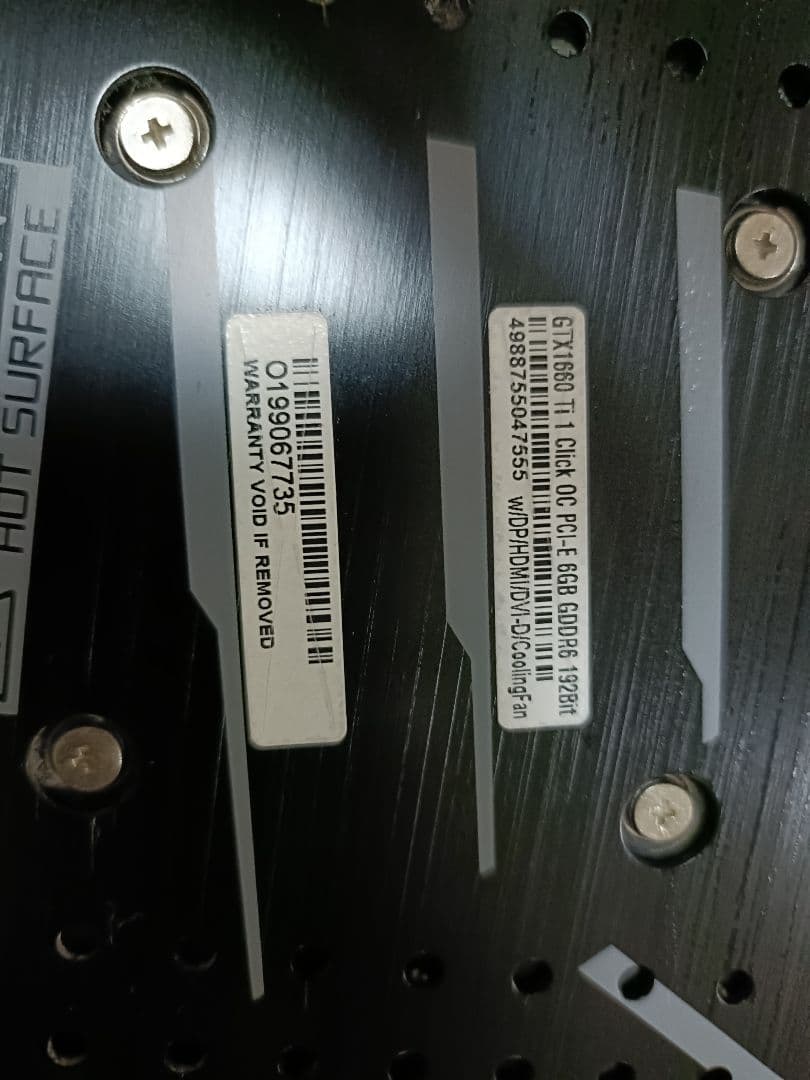 HOT SURFACE
O199067735
WARRANTY VOID IF REMOVED
GTX1660 Ti 1 Click OC PCI-E 6GB GDDR6 192Bit
4988755047555 W/DP/HDMI/DVI-D/CoolingFan